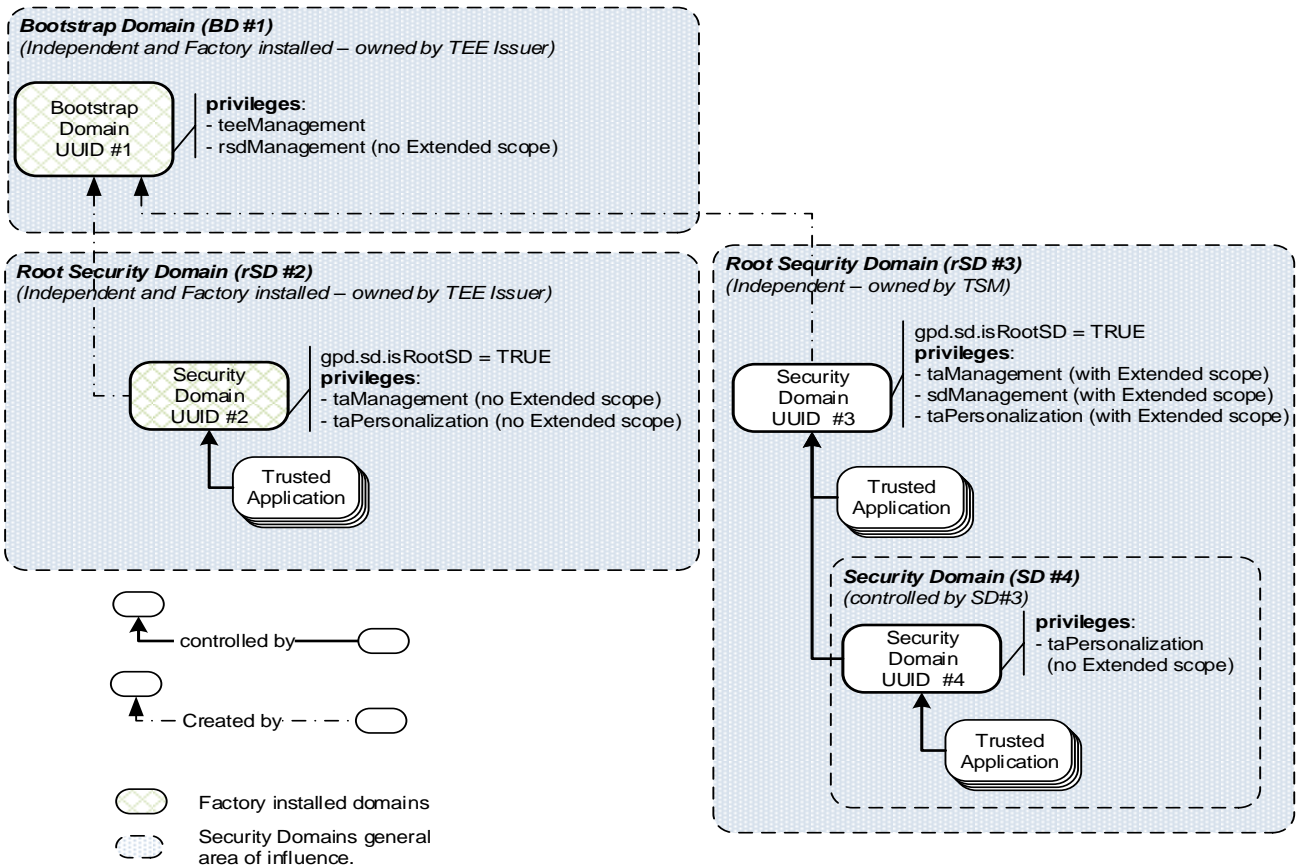 Bootstrap Domain (BD #1)
(Independent and Factory installed – owned by TEE Issuer)
Bootstrap
Domain
UUID #1
privileges:
- teeManagement
- rsdManagement (no Extended scope)
Root Security Domain (rSD #2)
(Independent and Factory installed – owned by TEE Issuer)
Security
Domain
UUID #2
gpd.sd.isRootSD = TRUE
privileges:
- taManagement (no Extended scope)
- taPersonalization (no Extended scope)
Trusted
Application
Root Security Domain (rSD #3)
(Independent – owned by TSM)
Security
Domain
UUID #3
gpd.sd.isRootSD = TRUE
privileges:
- taManagement (with Extended scope)
- sdManagement (with Extended scope)
- taPersonalization (with Extended scope)
Trusted
Application
Security Domain (SD #4)
(controlled by SD#3)
Security
Domain
UUID #4
privileges:
- taPersonalization
(no Extended scope)
Trusted
Application
controlled by
Created by
Factory installed domains
Security Domains general
area of influence.